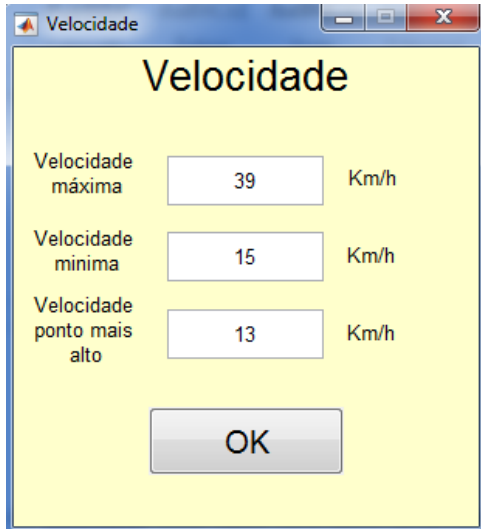 Velocidade
Velocidade
Velocidade
máxima
39
Km/h
Velocidade
minima
15
Km/h
Velocidade
ponto mais
alto
13
Km/h
OK